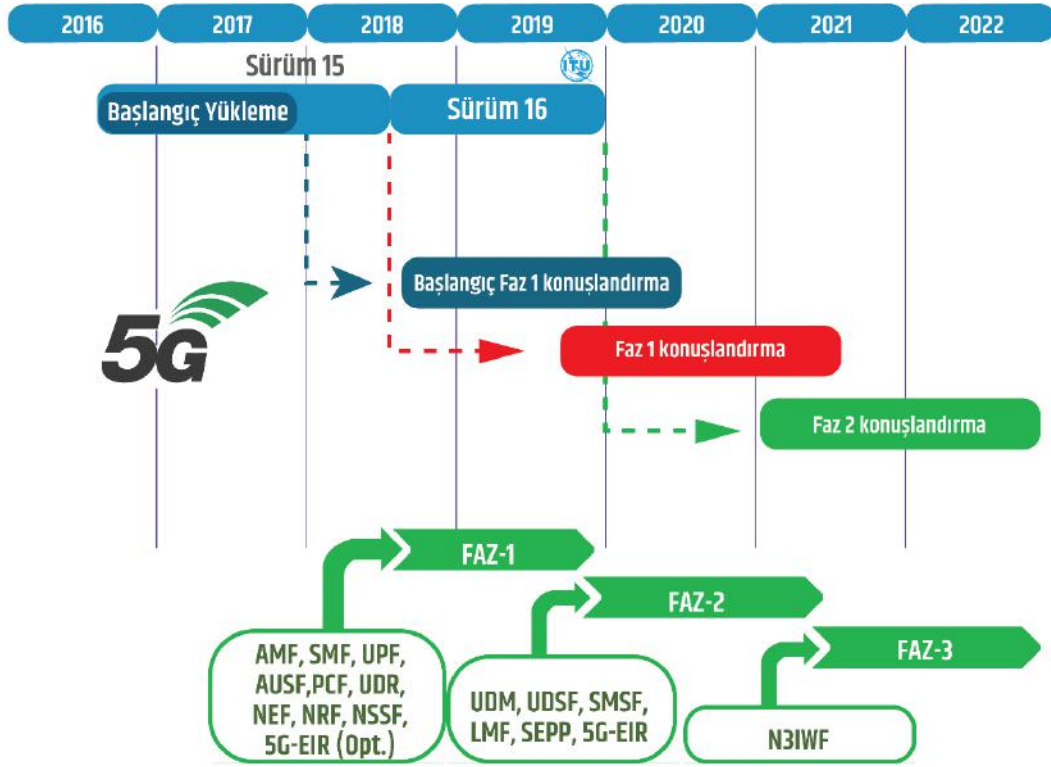 2016 2017 2018 2019 2020 2021 2022
Sürüm 15
ITU
Başlangıç Yükleme
Sürüm 16
Başlangıç Faz 1 konuşlandırma
5G
Faz 1 konuşlandırma
Faz 2 konuşlandırma
FAZ-1
FAZ-2
FAZ-3
AMF, SMF, UPF,
AUSF,PCF, UDR,
NEF, NRF, NSSF,
5G-EIR (Opt.)
UDM, UDSF, SMSF,
LMF, SEPP, 5G-EIR
N3IWF